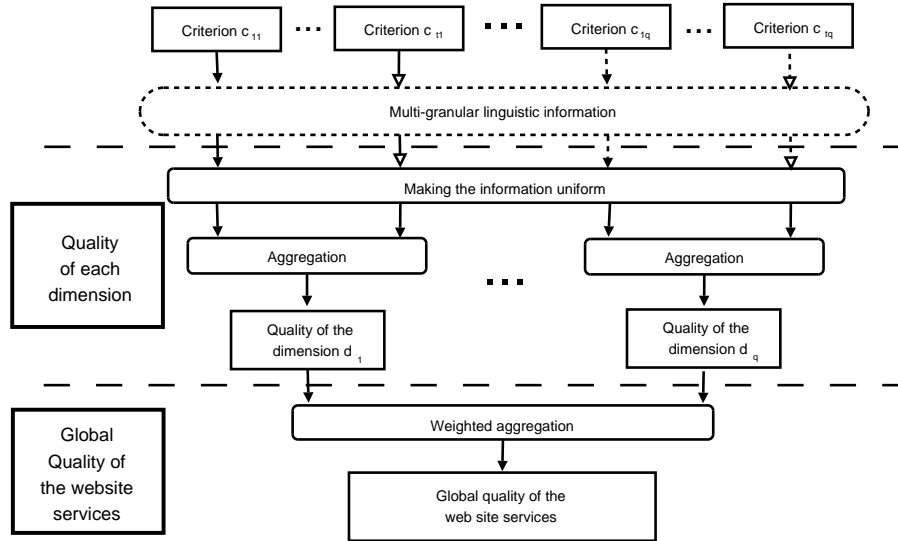 Criterion c 11 ... Criterion c t1 ... Criterion c 1q ... Criterion c tq
Multi-granular linguistic information
Making the information uniform
Quality
of each
dimension
Aggregation
...
Aggregation
Quality of the
dimension d 1
Quality of the
dimension d q
Global
Quality of
the website
services
Weighted aggregation
Global quality of the
web site services